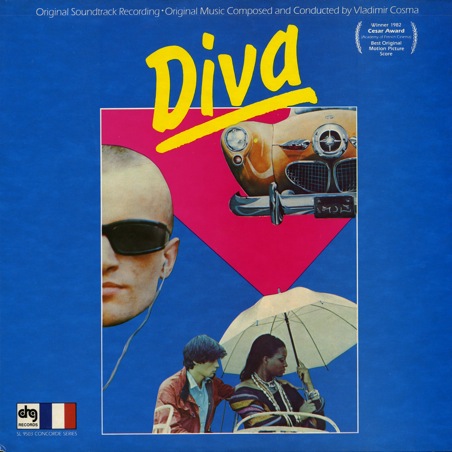 Original Soundtrack Recording • Original Music Composed and Conducted by Vladimir Cosma
Winner 1982
Cesar Award
(Academy of French Cinema)
Best Original
Motion Picture
Score
Diva
drg
RECORDS
SL 9503 CONCORDE SERIES